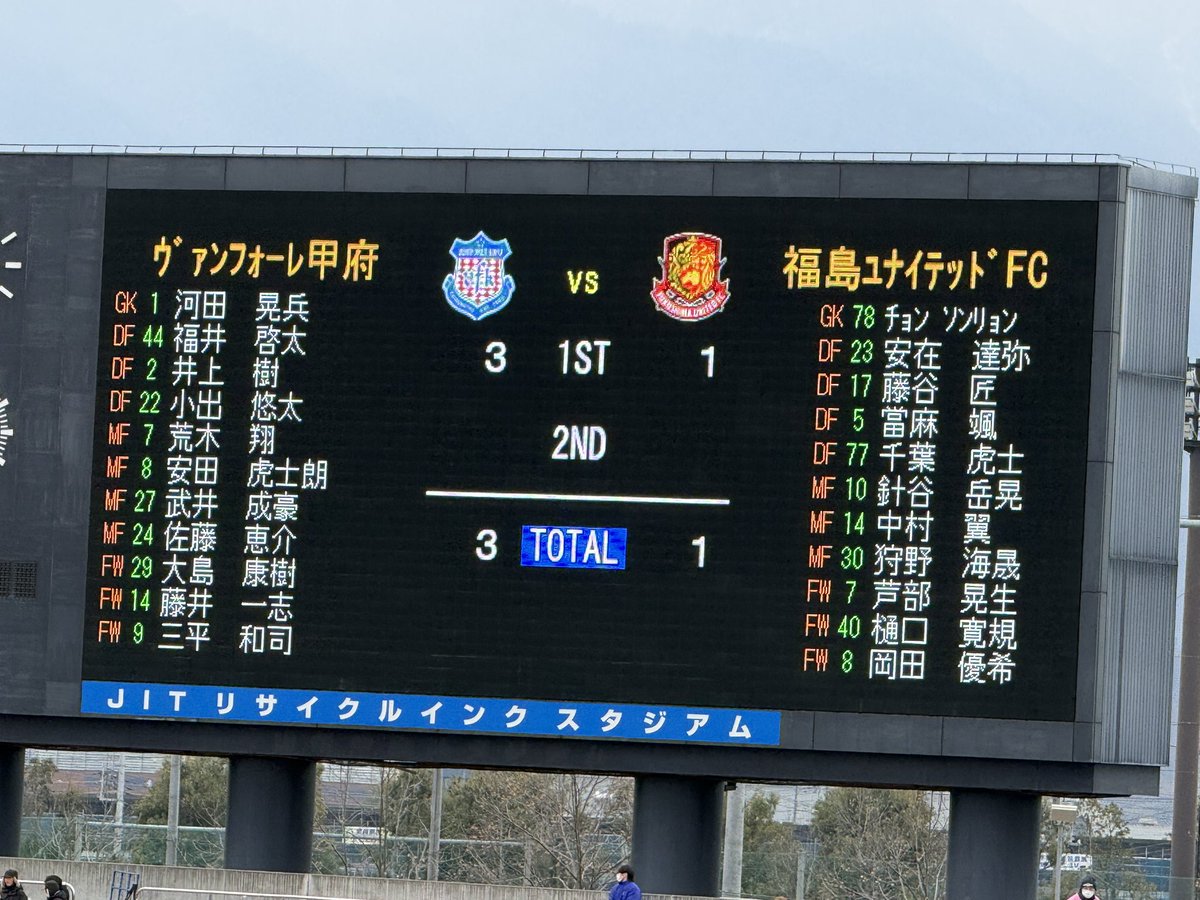 ヴァンフォーレ甲府
GK 1 河田 晃兵
DF 44 福井 啓太
DF 2 井上 樹
DF 22 小出 悠太
MF 7 荒木 翔
MF 8 安田 虎士朗
MF 27 武井 成豪
MF 24 佐藤 恵介
FW 29 大島 康樹
FW 14 藤井 一志
FW 9 三平 和司
vs
3 1ST 1
2ND
3 TOTAL 1
福島ユナイテッドFC
GK 78 チョン ソンリョン
DF 23 安在 達弥
DF 17 藤谷 匠
DF 5 當麻 颯
DF 77 千葉 虎士
MF 10 針谷 岳晃
MF 14 中村 翼
MF 30 狩野 海晟
FW 7 芦部 晃生
FW 40 樋口 寛規
FW 8 岡田 優希
JIT リサイクルインク スタジアム